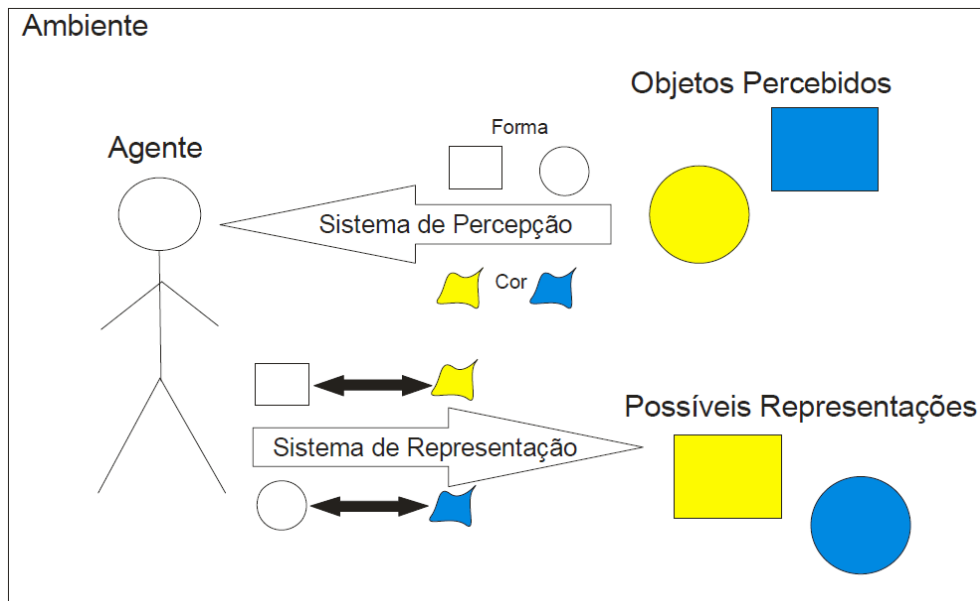 Ambiente
Objetos Percebidos
Forma
Agente
Sistema de Percepção
Cor
Possíveis Representações
Sistema de Representação